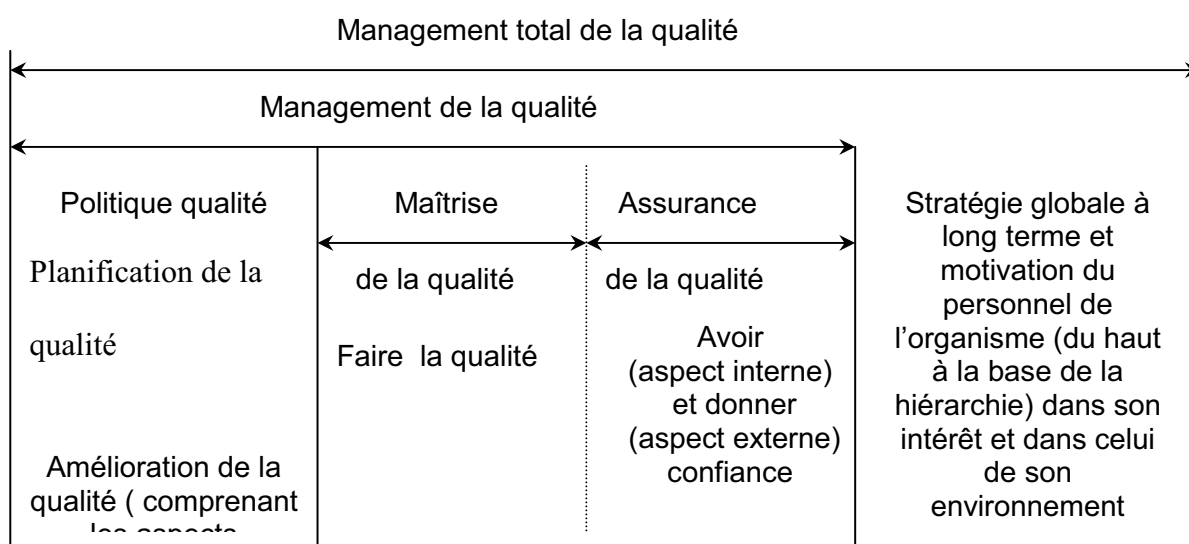 Management total de la qualité
Management de la qualité
Politique qualité
Planification de la
qualité
Amélioration de la
qualité ( comprenant
les aspects
Maîtrise
de la qualité
Faire la qualité
Assurance
de la qualité
Avoir
(aspect interne)
et donner
(aspect externe)
confiance
Stratégie globale à
long terme et
motivation du
personnel de
l’organisme (du haut
à la base de la
hiérarchie) dans son
intérêt et dans celui
de son
environnement